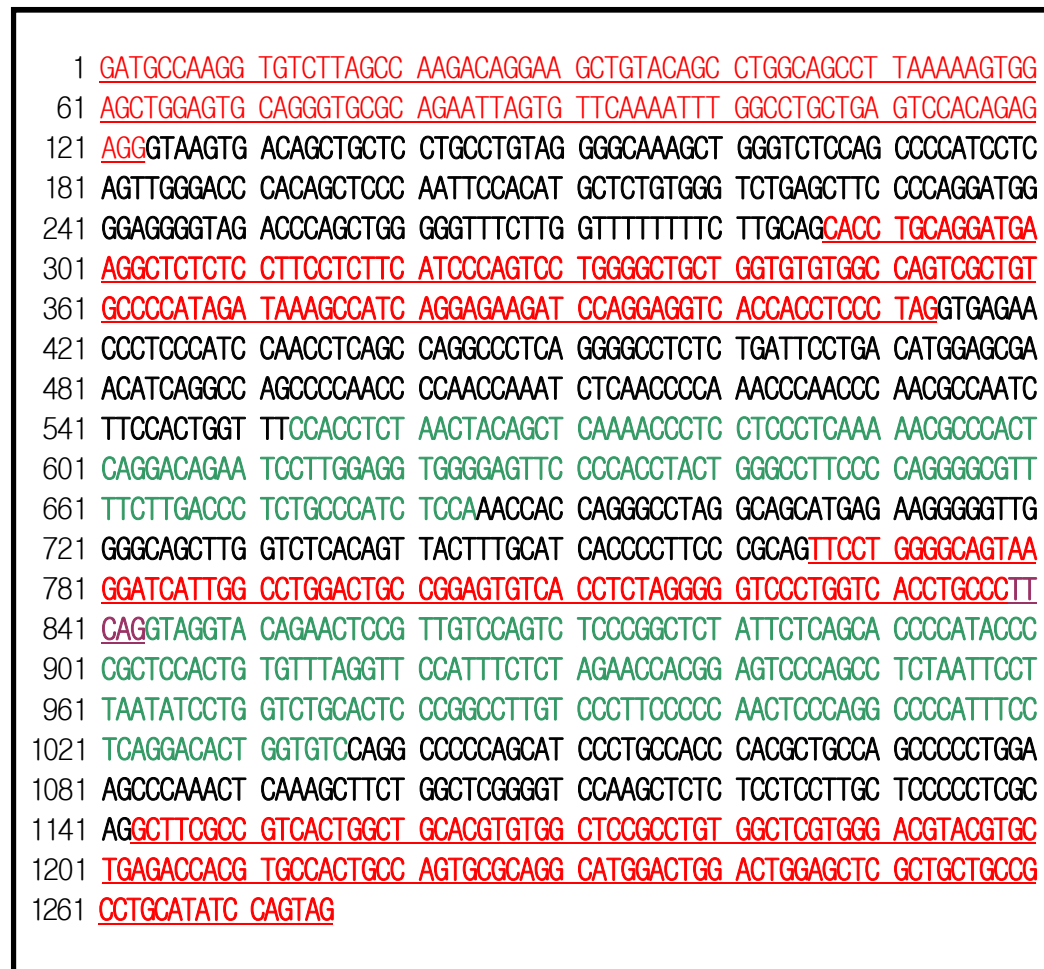 1 GATGCCAAGG TGTCTTAGCC AAGACAGGAA GCTGTACAGC CTGGCAGCCT TAAAAAGTGG
61 AGCTGGAGTG CAGGGTGCGC AGAATTAGTG TTCAAAATTT GGCCTGCTGA GTCCACAGAG
121 AGGGTAAGTG ACAGCTGCTC CTGCCTGTAG GGGCAAAGCT GGGTCTCCAG CCCCATCCTC
181 AGTTGGGACC CACAGCTCCC AATTCCACAT GCTCTGTGGG TCTGAGCTTC CCCAGGATGG
241 GGAGGGGTAG ACCCAGCTGG GGGTTTCTTG GTTTTTTTTC TTGCAGCACC TGCAGGATGA
301 AGGCTCTCTC CTTCCTCTTC ATCCCAGTCC TGGGGCTGCT GGTGTGTGGC CAGTCGCTGT
361 GCCCCATAGA TAAAGCCATC AGGAGAAGAT CCAGGAGGTC ACCACCTCCC TAGGTGAGAA
421 CCCTCCCATC CAACCTCAGC CAGGCCCTCA GGGGCCTCTC TGATTCCTGA CATGGAGCGA
481 ACATCAGGCC AGCCCCAACC CCAACCAAAT CTCAACCCCA AACCCAACCC AACGCCAATC
541 TTCCACTGGT TTCCACCTCT AACTACAGCT CAAAACCCTC CTCCCTCAAA AACGCCCACT
601 CAGGACAGAA TCCTTGGAGG TGGGGAGTTC CCCACCTACT GGGCCTTCCC CAGGGGCGTT
661 TTCTTGACCC TCTGCCCATC TCCAAACCAC CAGGGCCTAG GCAGCATGAG AAGGGGGTTG
721 GGGCAGCTTG GTCTCACAGT TACTTTGCAT CACCCCTTCC CGCAGTTCCT GGGGCAGTAA
781 GGATCATTGG CCTGGACTGC CGGAGTGTCA CCTCTAGGGG GTCCCTGGTC ACCTGCCCTT
841 CAGGTAGGTA CAGAACTCCG TTGTCCAGTC TCCCGGCTCT ATTCTCAGCA CCCCATACCC
901 CGCTCCACTG TGTTTAGGTT CCATTTCTCT AGAACCACGG AGTCCCAGCC TCTAATTCCT
961 TAATATCCTG GTCTGCACTC CCGGCCTTGT CCCTTCCCCC AACTCCCAGG CCCCATTTCC
1021 TCAGGACACT GGTGTCCAGG CCCCCAGCAT CCCTGCCACC CACGCTGCCA GCCCCCTGGA
1081 AGCCCAAACT CAAAGCTTCT GGCTCGGGGT CCAAGCTCTC TCCTCCTTGC TCCCCCTCGC
1141 AGGCTTCGCC GTCACTGGCT GCACGTGTGG CTCCGCCTGT GGCTCGTGGG ACGTACGTGC
1201 TGAGACCACG TGCCACTGCC AGTGCGCAGG CATGGACTGG ACTGGAGCTC GCTGCTGCCG
1261 CCTGCATATC CAGTAG